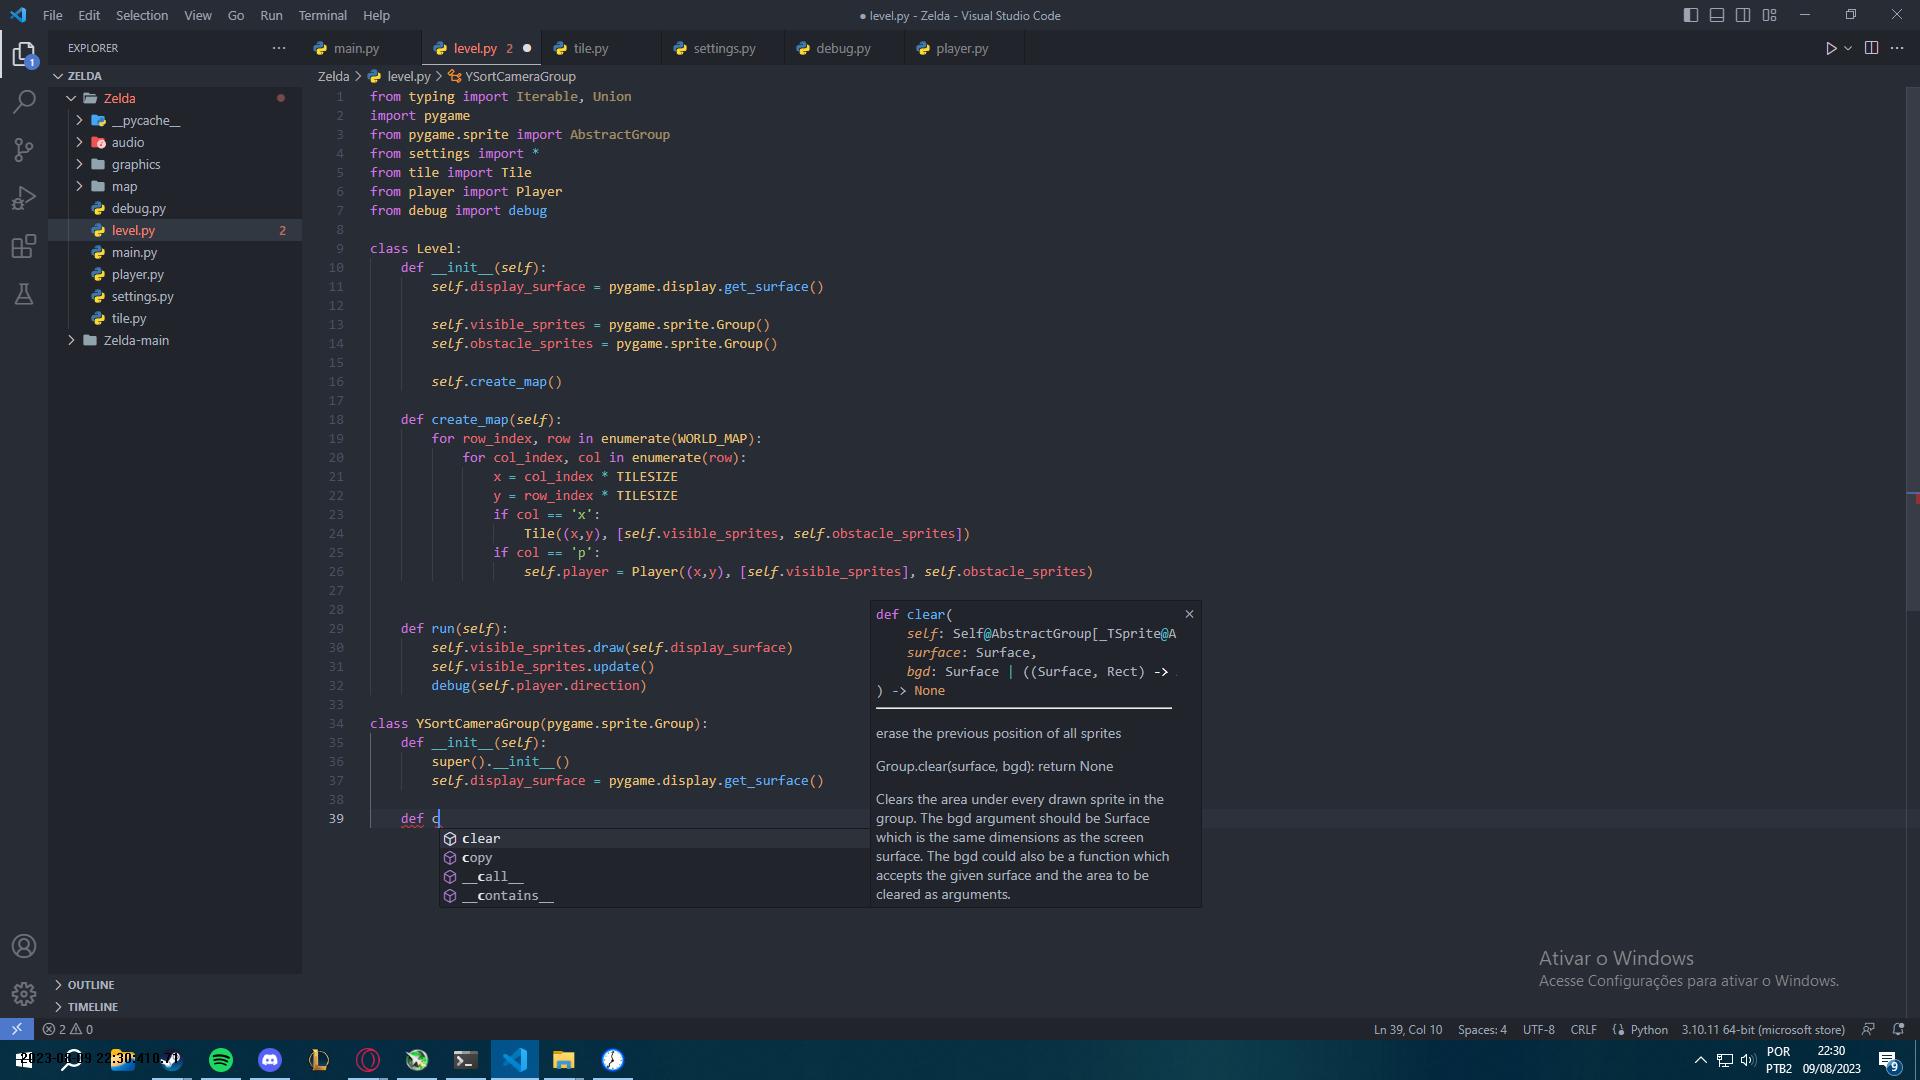 File Edit Selection View Go Run Terminal Help
● level.py - Zelda - Visual Studio Code
EXPLORER
main.py level.py 2 tile.py settings.py debug.py player.py
ZELDA
Zelda
__pycache__
audio
graphics
map
debug.py
level.py 2
main.py
player.py
settings.py
tile.py
Zelda-main
OUTLINE
TIMELINE
Zelda > level.py > YSortCameraGroup
1 from typing import Iterable, Union
2 import pygame
3 from pygame.sprite import AbstractGroup
4 from settings import *
5 from tile import Tile
6 from player import Player
7 from debug import debug
8
9 class Level:
10 def __init__(self):
11 self.display_surface = pygame.display.get_surface()
12
13 self.visible_sprites = pygame.sprite.Group()
14 self.obstacle_sprites = pygame.sprite.Group()
15
16 self.create_map()
17
18 def create_map(self):
19 for row_index, row in enumerate(WORLD_MAP):
20 for col_index, col in enumerate(row):
21 x = col_index * TILESIZE
22 y = row_index * TILESIZE
23 if col == 'x':
24 Tile((x,y), [self.visible_sprites, self.obstacle_sprites])
25 if col == 'p':
26 self.player = Player((x,y), [self.visible_sprites], self.obstacle_sprites)
27
28
29 def run(self):
30 self.visible_sprites.draw(self.display_surface)
31 self.visible_sprites.update()
32 debug(self.player.direction)
33
34 class YSortCameraGroup(pygame.sprite.Group):
35 def __init__(self):
36 super().__init__()
37 self.display_surface = pygame.display.get_surface()
38
39 def c
clear
copy
__call__
__contains__
def clear(
self: Self@AbstractGroup[_TSprite@A
surface: Surface,
bgd: Surface | ((Surface, Rect) ->
) -> None
erase the previous position of all sprites
Group.clear(surface, bgd): return None
Clears the area under every drawn sprite in the
group. The bgd argument should be Surface
which is the same dimensions as the screen
surface. The bgd could also be a function which
accepts the given surface and the area to be
cleared as arguments.
Ativar o Windows
Acesse Configurações para ativar o Windows.
2 0
Ln 39, Col 10 Spaces: 4 UTF-8 CRLF Python 3.10.11 64-bit (microsoft store)
POR
PTB2
22:30
09/08/2023
9
1